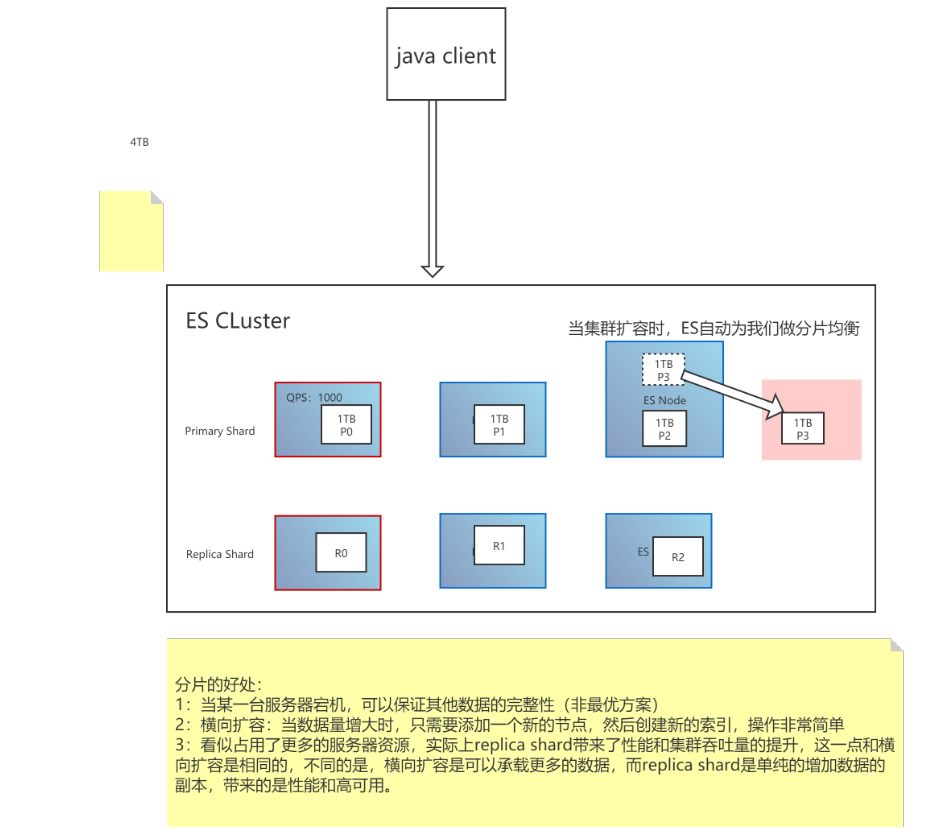 java client
4TB
ES CLuster
当集群扩容时，ES自动为我们做分片均衡
1TB
P3
QPS：1000
ES Node
1TB
P0
1TB
P1
1TB
P2
1TB
P3
Primary Shard
Replica Shard
R0
R1
ES
R2
分片的好处：
1：当某一台服务器宕机，可以保证其他数据的完整性（非最优方案）
2：横向扩容：当数据量增大时，只需要添加一个新的节点，然后创建新的索引，操作非常简单
3：看似占用了更多的服务器资源，实际上replica shard带来了性能和集群吞吐量的提升，这一点和横
向扩容是相同的，不同的是，横向扩容是可以承载更多的数据，而replica shard是单纯的增加数据的
副本，带来的是性能和高可用。